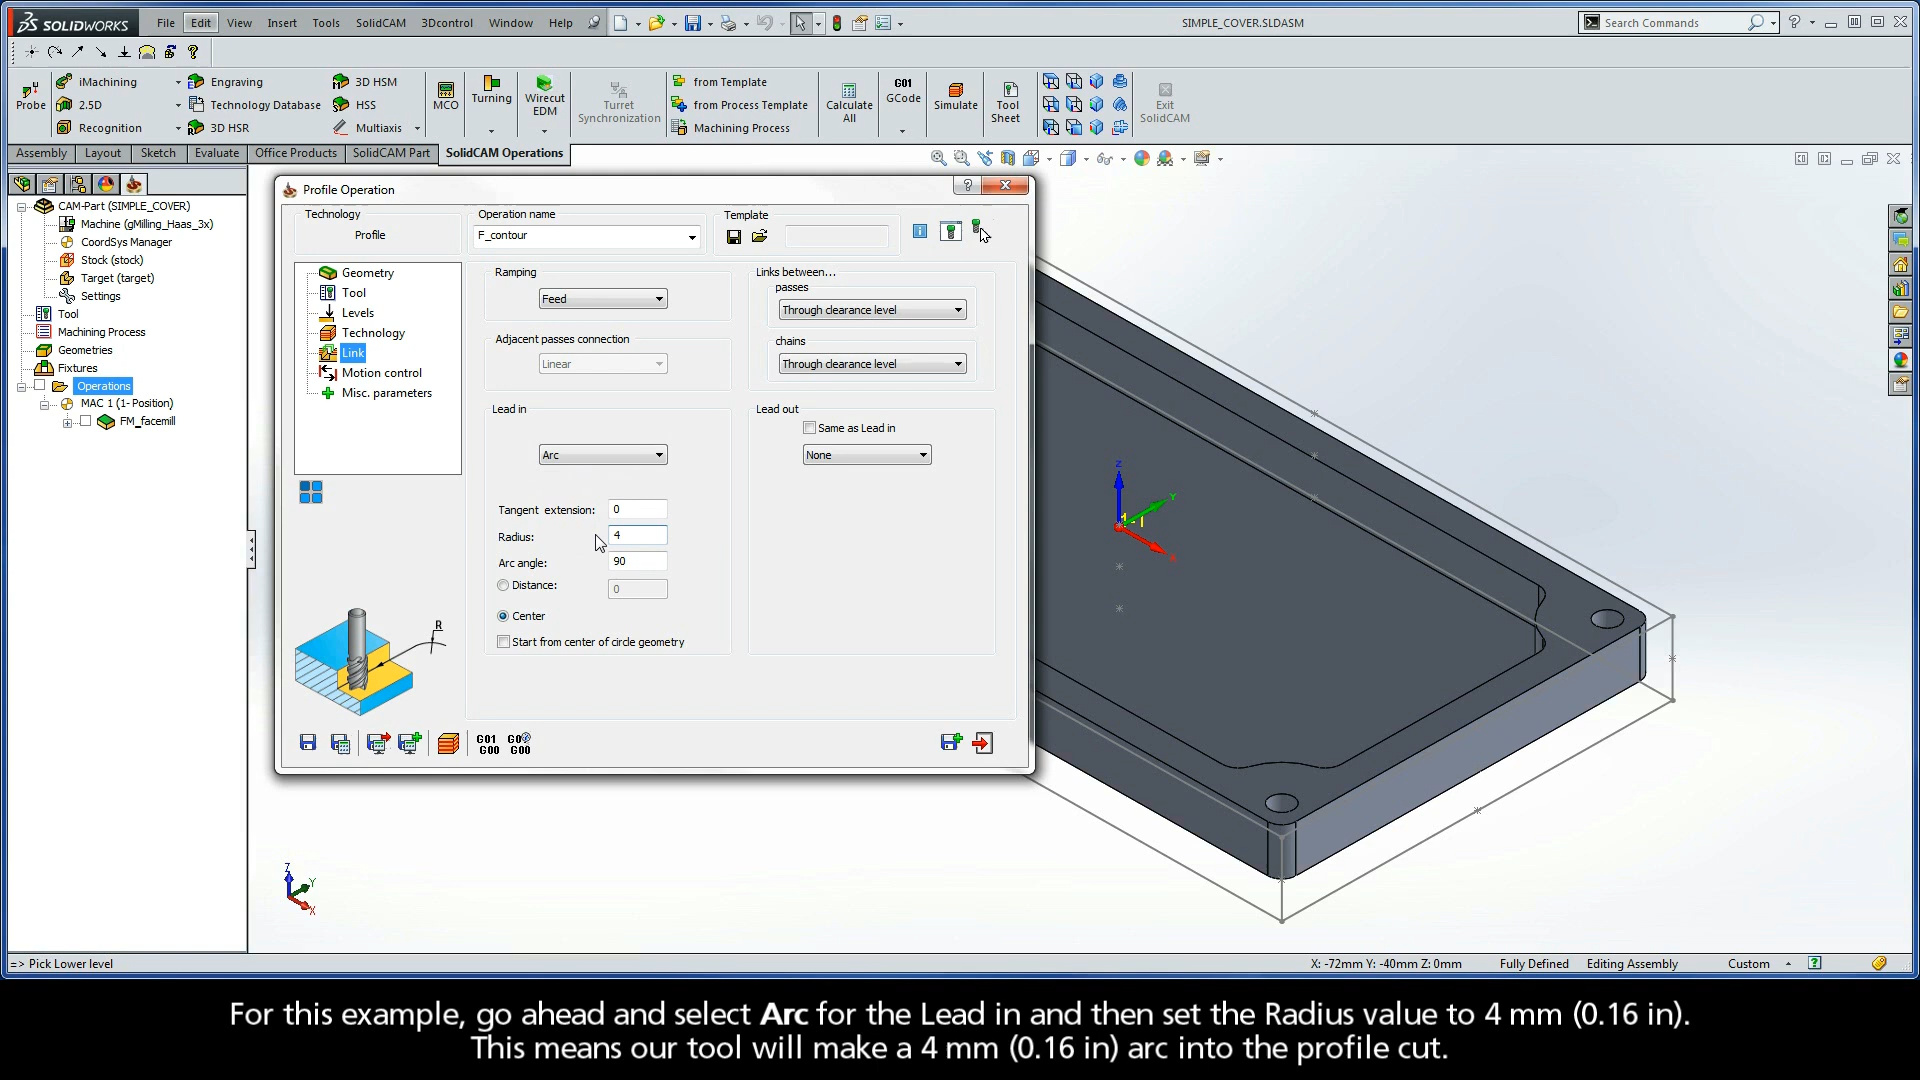 SOLIDWORKS File Edit View Insert Tools SolidCAM 3Dcontrol Window Help SIMPLE_COVER.SLDASM Search Commands
Probe
iMachining
2.5D
Recognition
Engraving
Technology Database
3D HSR
3D HSM
HSS
Multiaxis
MCO
Turning
Wirecut
EDM
Turret
Synchronization
from Template
from Process Template
Machining Process
Calculate
All
G01
GCode
Simulate
Tool
Sheet
Exit
SolidCAM
Assembly Layout Sketch Evaluate Office Products SolidCAM Part SolidCAM Operations
CAM-Part (SIMPLE_COVER)
Machine (gMilling_Haas_3x)
CoordSys Manager
Stock (stock)
Target (target)
Settings
Tool
Machining Process
Geometries
Fixtures
Operations
MAC 1 (1- Position)
FM_facemill
Profile Operation
Technology
Profile
Operation name
F_contour
Template
Geometry
Tool
Levels
Technology
Link
Motion control
Misc. parameters
Ramping
Feed
Adjacent passes connection
Linear
Links between...
passes
Through clearance level
chains
Through clearance level
Lead in
Arc
Tangent extension: 0
Radius: 4
Arc angle: 90
Distance: 0
Center
Start from center of circle geometry
Lead out
Same as Lead in
None
R
G01 G0
G00 G00
Z
Y
X
Z
Y
X
=> Pick Lower level X: -72mm Y: -40mm Z: 0mm Fully Defined Editing Assembly Custom
For this example, go ahead and select Arc for the Lead in and then set the Radius value to 4 mm (0.16 in).
This means our tool will make a 4 mm (0.16 in) arc into the profile cut.